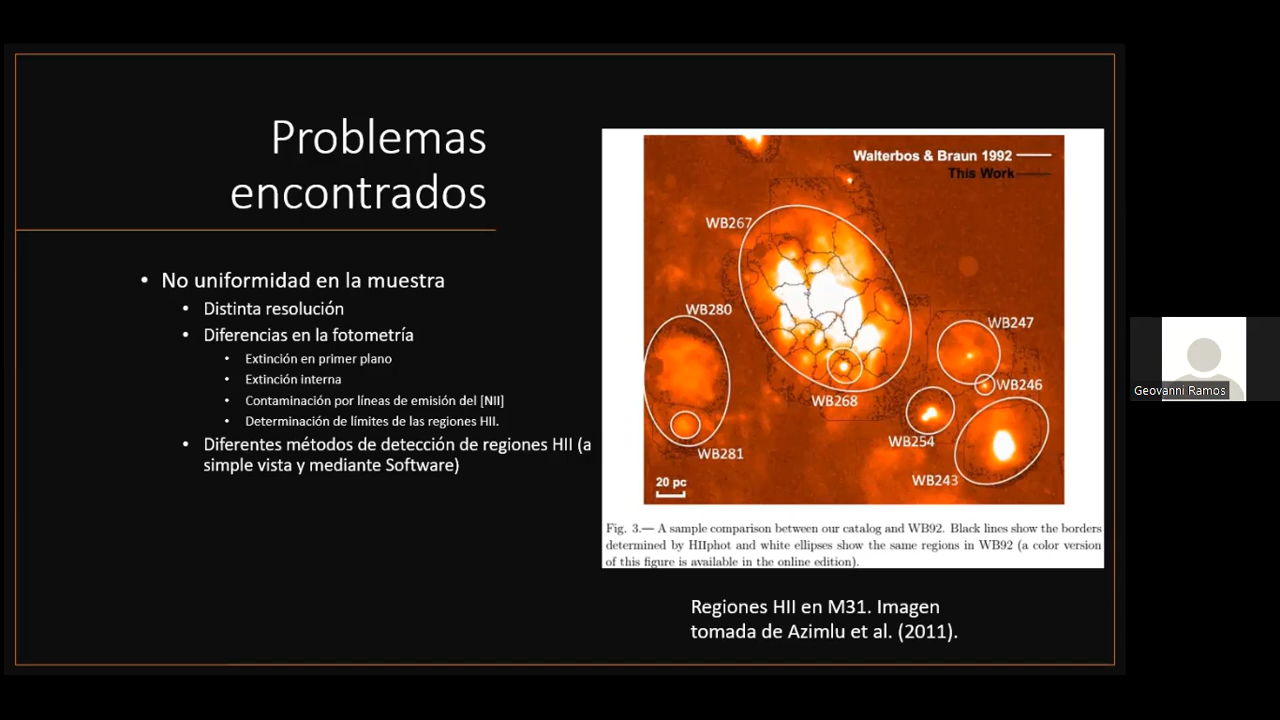 Problemas
encontrados
• No uniformidad en la muestra
• Distinta resolución
• Diferencias en la fotometría
• Extinción en primer plano
• Extinción interna
• Contaminación por líneas de emisión del [NII]
• Determinación de límites de las regiones HII.
• Diferentes métodos de detección de regiones HII (a
simple vista y mediante Software)
Walterbos & Braun 1992
This Work
WB267
WB280
WB247
WB246
WB268
WB254
WB281
WB243
20 pc
Fig. 3.— A sample comparison between our catalog and WB92. Black lines show the borders
determined by HIIphot and white ellipses show the same regions in WB92 (a color version
of this figure is available in the online edition).
Regiones HII en M31. Imagen
tomada de Azimlu et al. (2011).
Geovanni Ramos